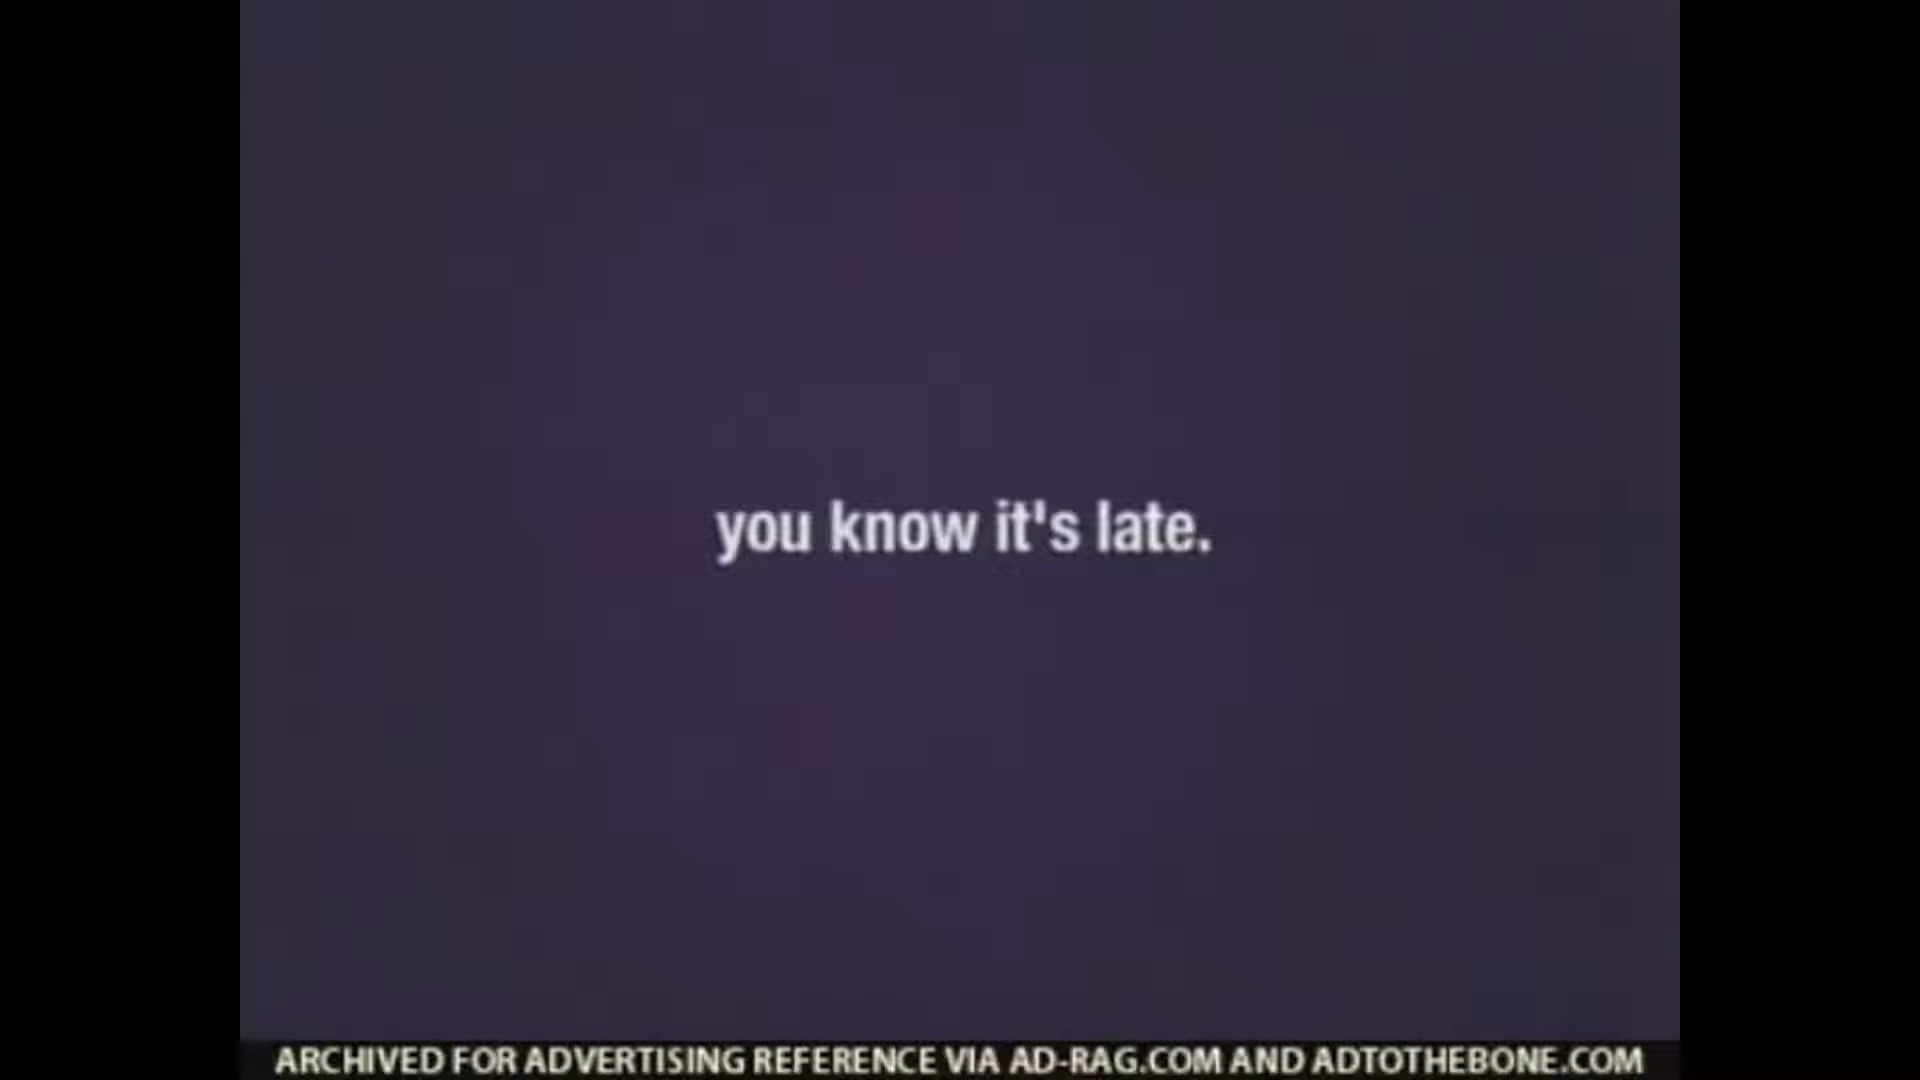 you know it's late.
ARCHIVED FOR ADVERTISING REFERENCE VIA AD-RAG.COM AND ADTOTHEBONE.COM